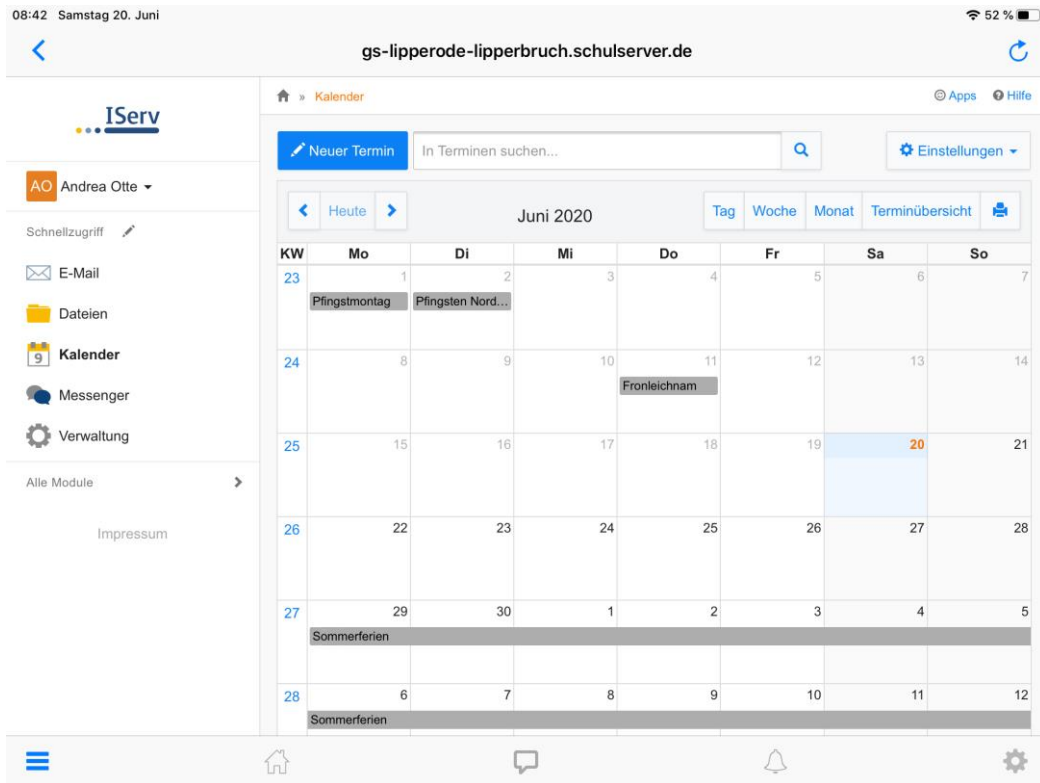 08:42 Samstag 20. Juni 52 %
gs-lipperode-lipperbruch.schulserver.de
IServ
AO Andrea Otte
Schnellzugriff
E-Mail
Dateien
9 Kalender
Messenger
Verwaltung
Alle Module
Impressum
» Kalender Apps Hilfe
Neuer Termin In Terminen suchen... Einstellungen
Heute Juni 2020 Tag Woche Monat Terminübersicht
KW Mo Di Mi Do Fr Sa So
23 1 2 3 4 5 6 7
Pfingstmontag Pfingsten Nord...
24 8 9 10 11 12 13 14
Fronleichnam
25 15 16 17 18 19 20 21
26 22 23 24 25 26 27 28
27 29 30 1 2 3 4 5
Sommerferien
28 6 7 8 9 10 11 12
Sommerferien